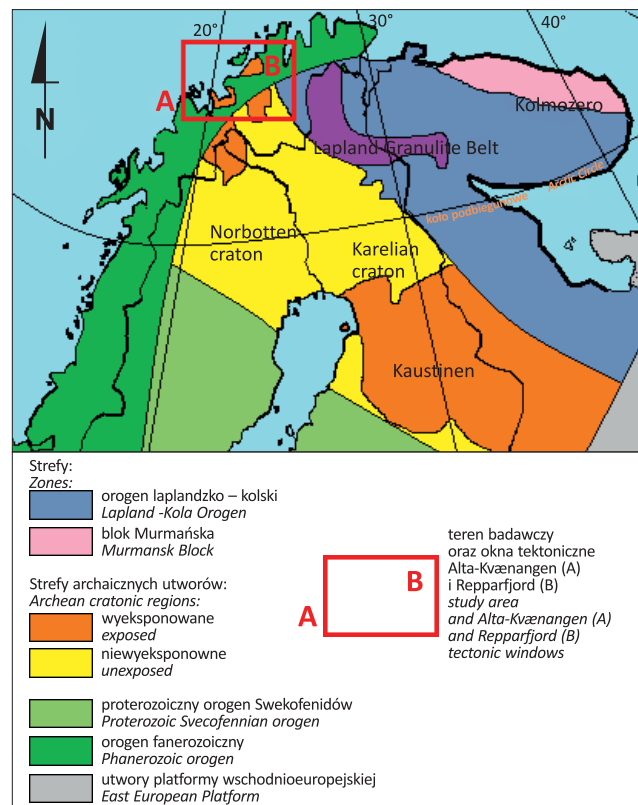 20°
30°
40°
B
A
N
Kolmozero
Lapland Granulite Belt
Arctic Circle
koło podbiegunowe
Norbotten
craton
Karelian
craton
Kaustinen
Strefy:
Zones:
orogen laplandzko – kolski
Lapland -Kola Orogen
blok Murmańska
Murmansk Block
Strefy archaicznych utworów:
Archean cratonic regions:
wyeksponowane
exposed
niewyeksponowne
unexposed
proterozoiczny orogen Swekofenidów
Proterozoic Svecofennian orogen
orogen fanerozoiczny
Phanerozoic orogen
utwory platformy wschodnioeuropejskiej
East European Platform
B
A
teren badawczy
oraz okna tektoniczne
Alta-Kvænangen (A)
i Repparfjord (B)
study area
and Alta-Kvænangen (A)
and Repparfjord (B)
tectonic windows